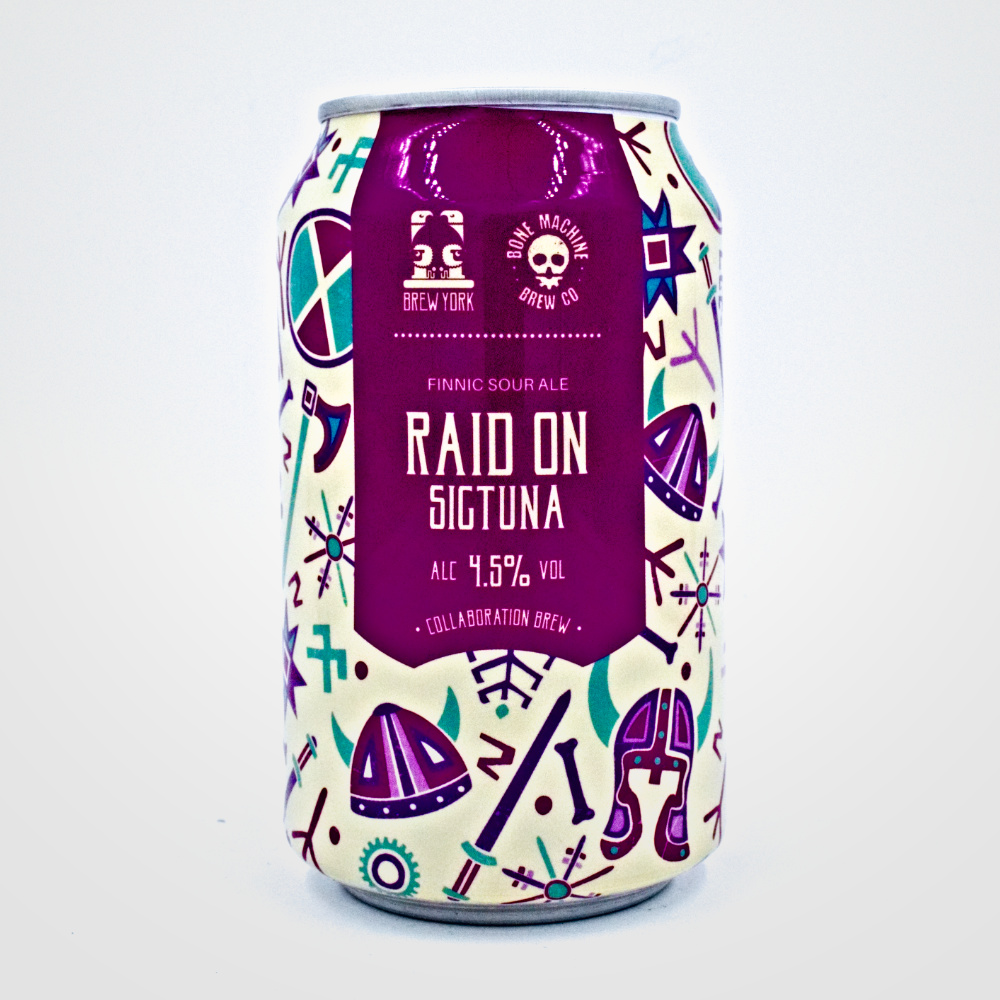 BREW YORK
BONE MACHINE
BREW CO
FINNIC SOUR ALE
RAID ON
SIGTUNA
ALC 4.5% VOL
• COLLABORATION BREW •